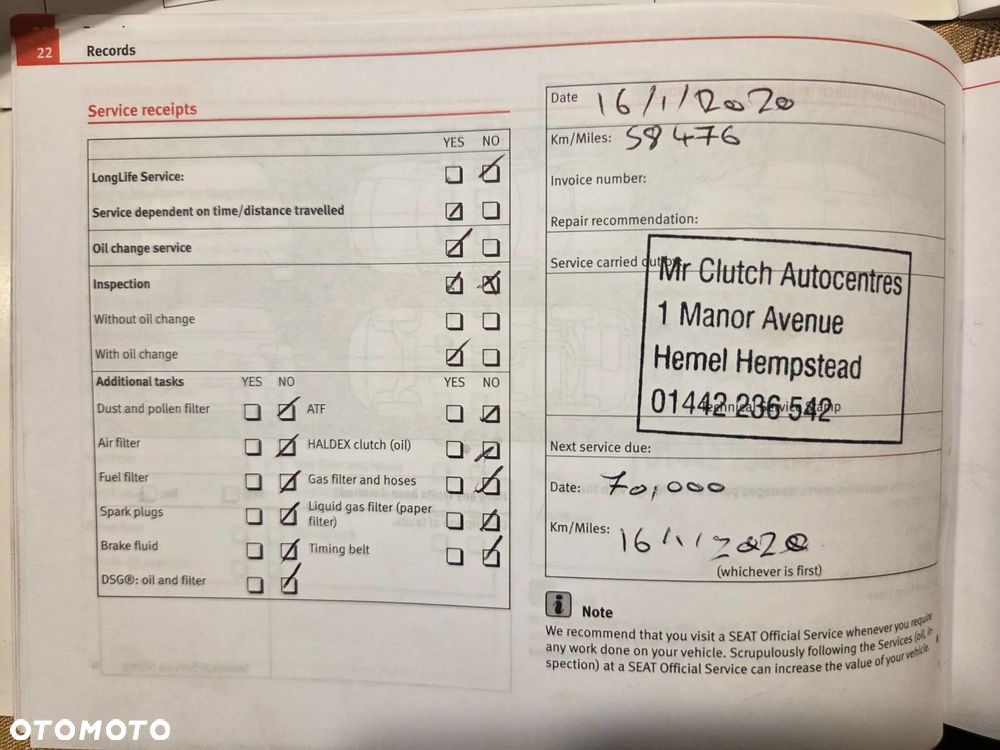 22 Records
Service receipts
YES NO
LongLife Service:
Service dependent on time/distance travelled
Oil change service
Inspection
Without oil change
With oil change
Additional tasks YES NO YES NO
Dust and pollen filter ATF
Air filter HALDEX clutch (oil)
Fuel filter Gas filter and hoses
Spark plugs Liquid gas filter (paper
filter)
Brake fluid Timing belt
DSG®: oil and filter
Date 16/1/2020
Km/Miles: 58476
Invoice number:
Repair recommendation:
Service carried out
Mr Clutch Autocentres
1 Manor Avenue
Hemel Hempstead
01442 236 542
Technical Service Stamp
Next service due:
Date: 70,000
Km/Miles: 16
(whichever is first)
i Note
We recommend that you visit a SEAT Official Service whenever you require
any work done on your vehicle. Scrupulously following the Services (oil, in-
spection) at a SEAT Official Service can increase the value of your vehicle.
OTOMOTO